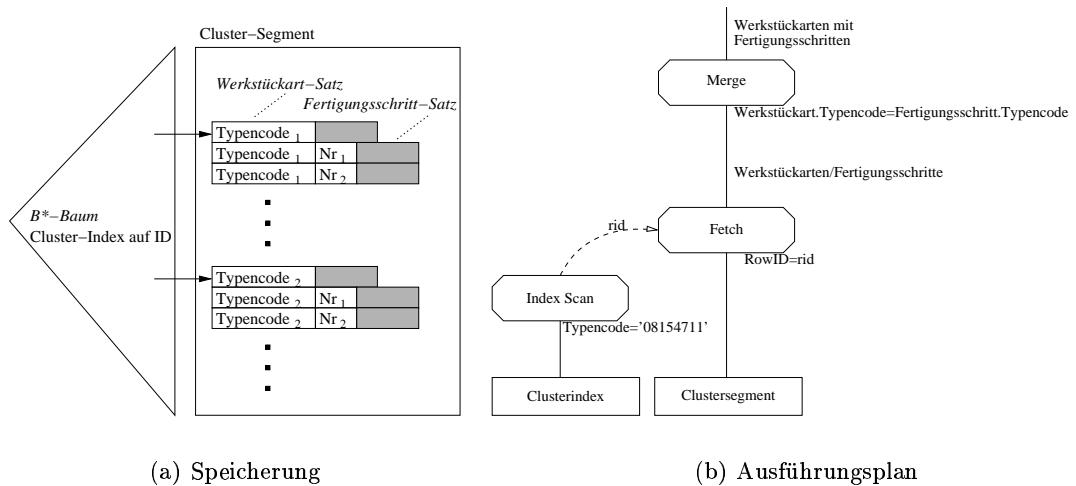 Cluster–Segment
Werkstückart–Satz
Fertigungsschritt–Satz
Typencode 1
Typencode 1 Nr 1
Typencode 1 Nr 2
B*–Baum
Cluster–Index auf ID
Typencode 2
Typencode 2 Nr 1
Typencode 2 Nr 2
(a) Speicherung
Werkstückarten mit
Fertigungsschritten
Merge
Werkstückart.Typencode=Fertigungsschritt.Typencode
Werkstückarten/Fertigungsschritte
rid
Fetch
RowID=rid
Index Scan
Typencode=’08154711’
Clusterindex
Clustersegment
(b) Ausführungsplan